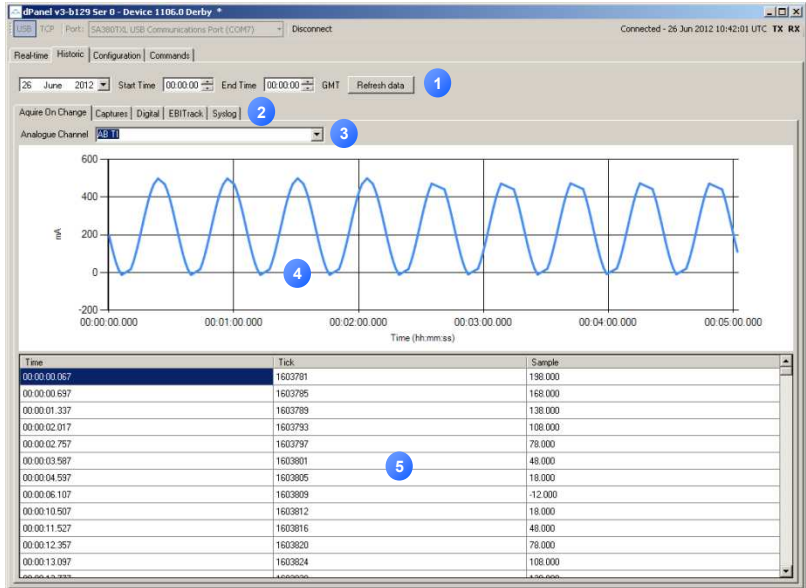 dPanel v3-b129 Ser 0 - Device 1106.0 Derby *
USB TCP Port: SA380TXL USB Communications Port (COM7) Disconnect Connected - 26 Jun 2012 10:42:01 UTC TX RX
Real-time Historic Configuration Commands
26 June 2012 Start Time 00:00:00 End Time 00:00:00 GMT Refresh data 1
Aquire On Change Captures Digital EBITrack Syslog 2
Analogue Channel AB TI 3
600
400
mA 200
0 4
-200
00:00:00.000 00:01:00.000 00:02:00.000 00:03:00.000 00:04:00.000 00:05:00.000
Time (hh:mm:ss)
Time Tick Sample
00:00:00.067 1603781 198.000
00:00:00.697 1603785 168.000
00:00:01.337 1603789 138.000
00:00:02.017 1603793 108.000
00:00:02.757 1603797 78.000
00:00:03.587 1603801 48.000
5
00:00:04.597 1603805 18.000
00:00:06.107 1603809 -12.000
00:00:10.507 1603812 18.000
00:00:11.527 1603816 48.000
00:00:12.357 1603820 78.000
00:00:13.097 1603824 108.000